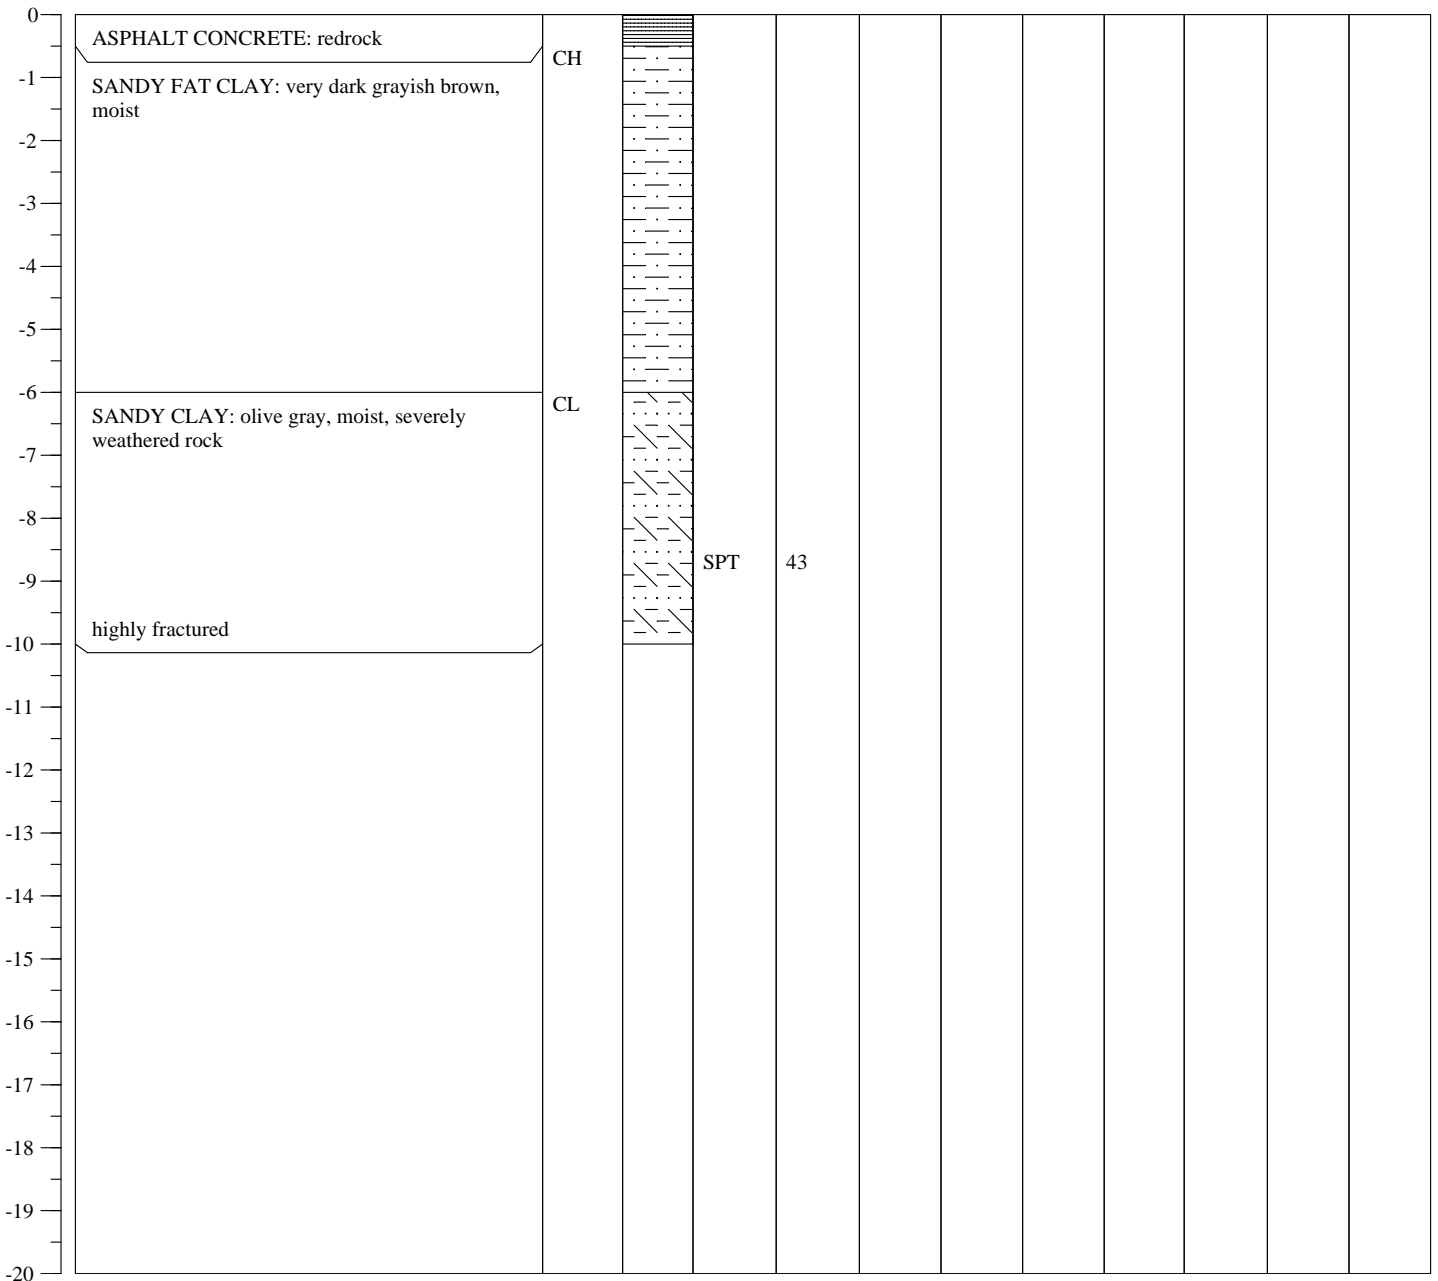 0
ASPHALT CONCRETE: redrock
CH
-1
SANDY FAT CLAY: very dark grayish brown,
moist
-2
-3
-4
-5
-6
CL
SANDY CLAY: olive gray, moist, severely
weathered rock
-7
-8
SPT 43
-9
highly fractured
-10
-11
-12
-13
-14
-15
-16
-17
-18
-19
-20